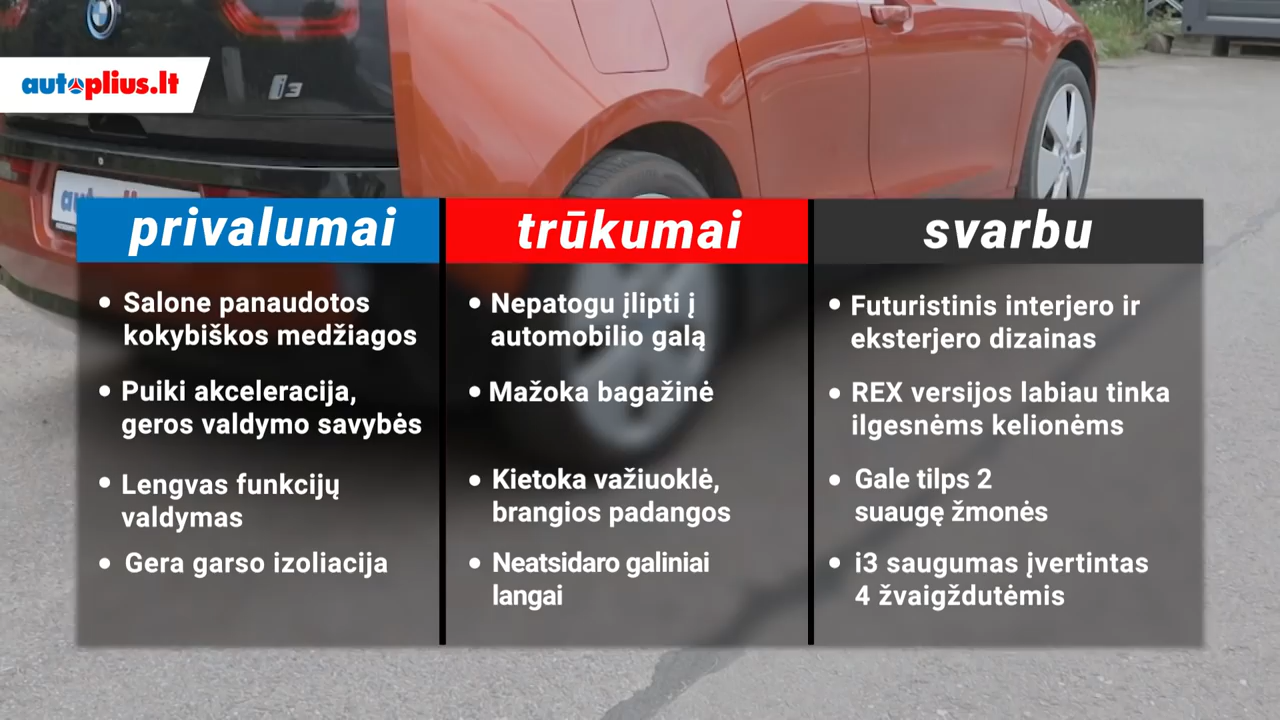 autoplius.lt
i3
privalumai
Salone panaudotos
kokybiškos medžiagos
Puiki akceleracija,
geros valdymo savybės
Lengvas funkcijų
valdymas
Gera garso izoliacija
trūkumai
Nepatogu įlipti į
automobilio galą
Mažoka bagažinė
Kietoka važiuoklė,
brangios padangos
Neatsidaro galiniai
langai
svarbu
Futuristinis interjero ir
eksterjero dizainas
REX versijos labiau tinka
ilgesnėms kelionėms
Gale tilps 2
suaugę žmonės
i3 saugumas įvertintas
4 žvaigždutėmis